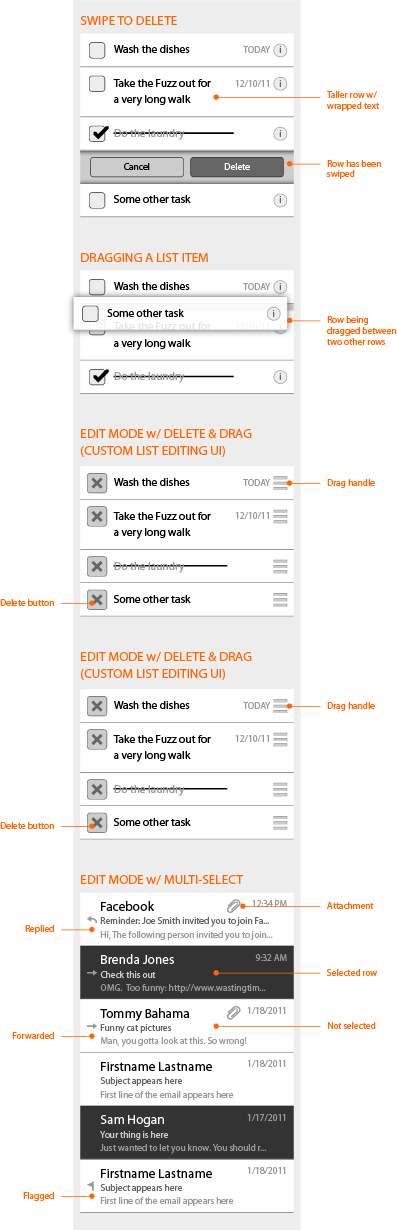 SWIPE TO DELETE
Wash the dishes TODAY i
Take the Fuzz out for 12/10/11 i
a very long walk
Taller row w/
wrapped text
Do the laundry i
Cancel Delete
Row has been
swiped
Some other task i
DRAGGING A LIST ITEM
Wash the dishes TODAY i
Some other task i
Take the Fuzz out for
a very long walk
Row being
dragged between
two other rows
Do the laundry i
EDIT MODE w/ DELETE & DRAG
(CUSTOM LIST EDITING UI)
Wash the dishes TODAY
Drag handle
Take the Fuzz out for 12/10/11
a very long walk
Do the laundry
Some other task
Delete button
EDIT MODE w/ DELETE & DRAG
(CUSTOM LIST EDITING UI)
Wash the dishes TODAY
Drag handle
Take the Fuzz out for 12/10/11
a very long walk
Do the laundry
Some other task
Delete button
EDIT MODE w/ MULTI-SELECT
Facebook 12:34 PM
Attachment
Reminder: Joe Smith invited you to join Fa...
Replied
Hi, The following person invited you to join...
Brenda Jones 9:32 AM
Check this out
Selected row
OMG. Too funny: http://www.wastingtim...
Tommy Bahama 1/18/2011
Funny cat pictures
Not selected
Forwarded
Man, you gotta look at this. So wrong!
Firstname Lastname 1/18/2011
Subject appears here
First line of the email appears here
Sam Hogan 1/17/2011
Your thing is here
Just wanted to let you know. You should r...
Firstname Lastname 1/18/2011
Subject appears here
Flagged
First line of the email appears here